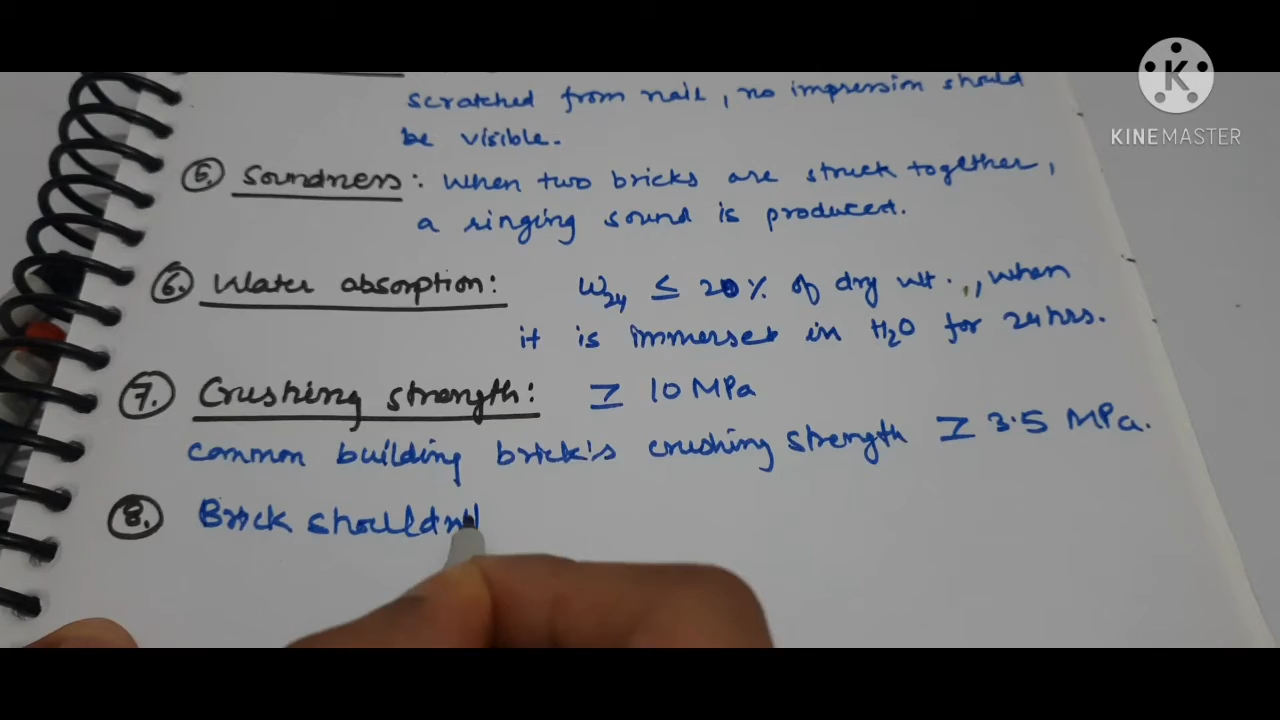 scratched from nail, no impression should
be visible.
5. Soundness: When two bricks are struck together,
a ringing sound is produced.
6. Water absorption: W24 ≤ 20% of dry wt., when
it is immersed in H2O for 24 hrs.
7. Crushing strength: ≥ 10 MPa
common building brick's crushing strength ≥ 3.5 MPa.
8. Brick shouldn
K
KINEMASTER